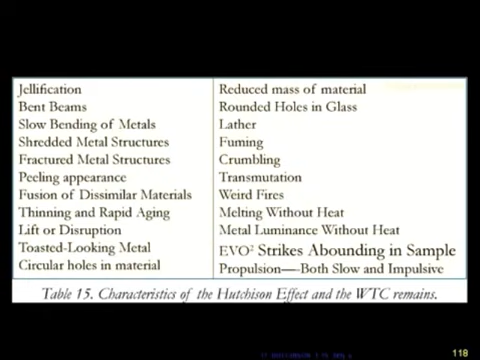 Jellification
Bent Beams
Slow Bending of Metals
Shredded Metal Structures
Fractured Metal Structures
Peeling appearance
Fusion of Dissimilar Materials
Thinning and Rapid Aging
Lift or Disruption
Toasted-Looking Metal
Circular holes in material
Reduced mass of material
Rounded Holes in Glass
Lather
Fuming
Crumbling
Transmutation
Weird Fires
Melting Without Heat
Metal Luminance Without Heat
EVO² Strikes Abounding in Sample
Propulsion—Both Slow and Impulsive
Table 15. Characteristics of the Hutchison Effect and the WTC remains.
118